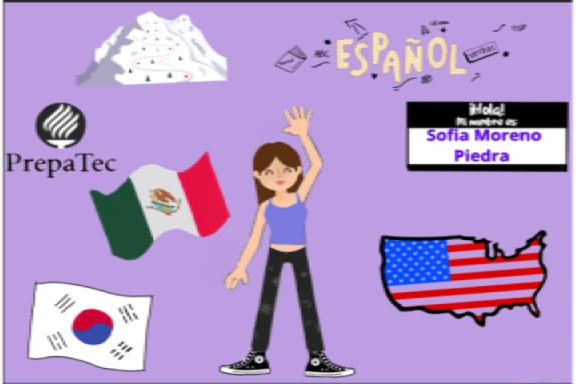 ABC
ESPAÑOL
verbos
¡Hola!
Mi nombre es:
Sofia Moreno
Piedra
PrepaTec